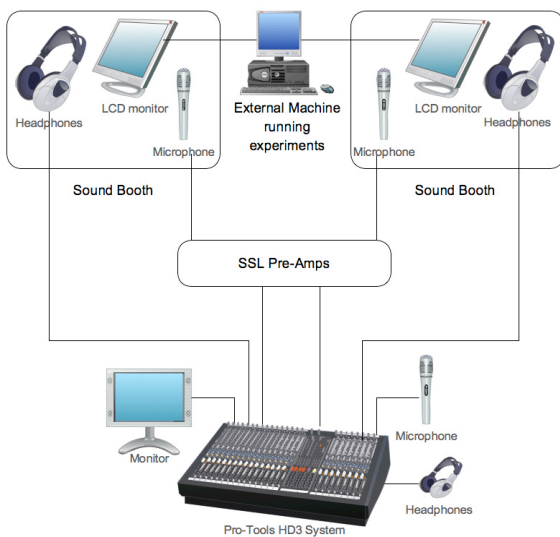 LCD monitor
Headphones
Microphone
Sound Booth
External Machine
running
experiments
LCD monitor
Headphones
Microphone
Sound Booth
SSL Pre-Amps
Monitor
Microphone
Headphones
Pro-Tools HD3 System